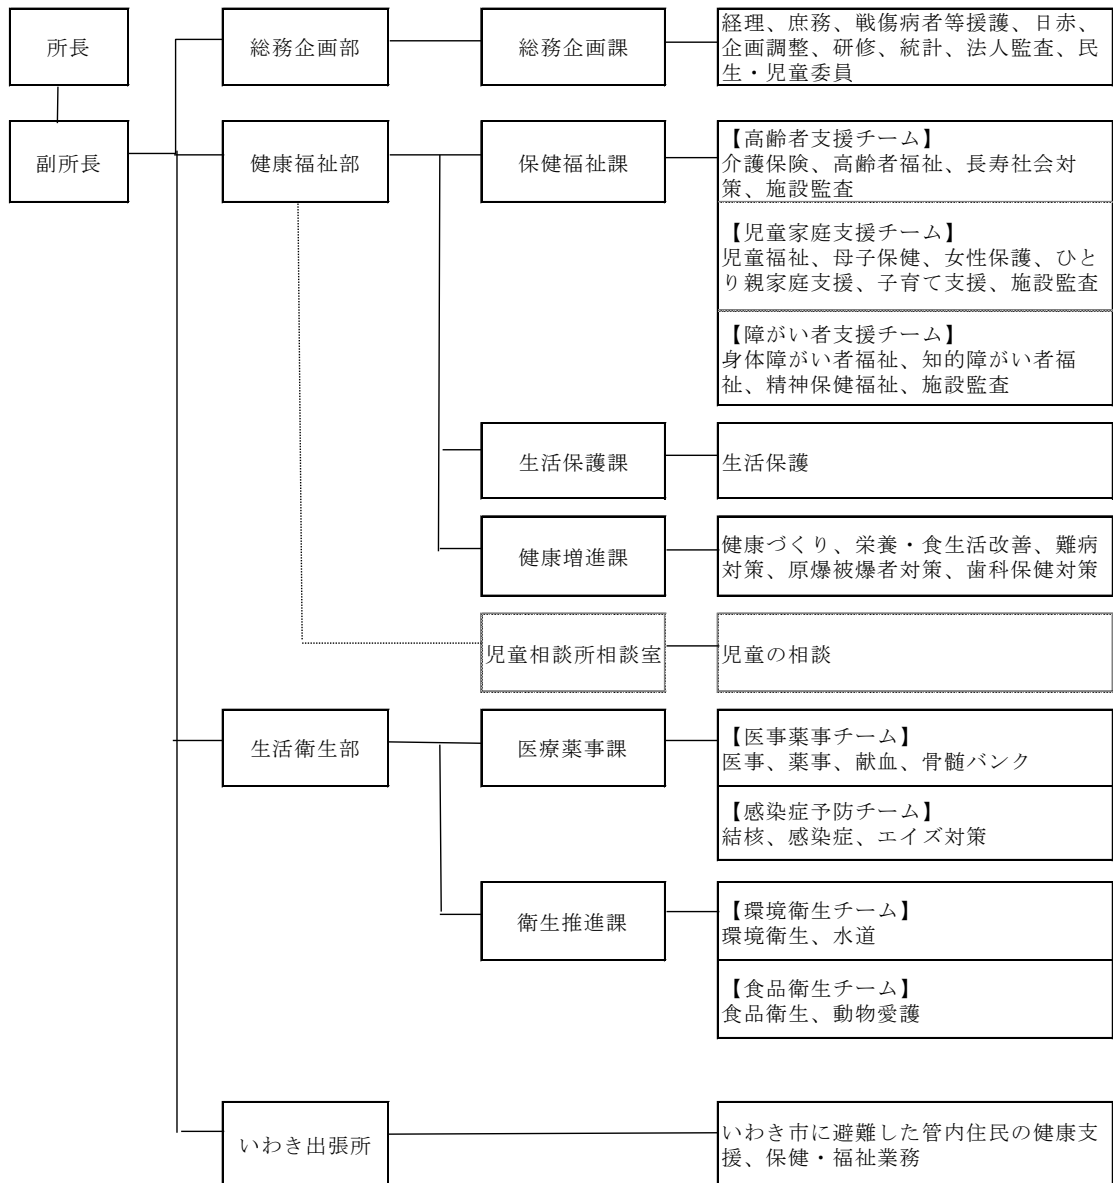 所長
総務企画部
総務企画課
経理、庶務、戦傷病者等援護、日赤、
企画調整、研修、統計、法人監査、民
生・児童委員
副所長
健康福祉部
保健福祉課
【高齢者支援チーム】
介護保険、高齢者福祉、長寿社会対
策、施設監査
【児童家庭支援チーム】
児童福祉、母子保健、女性保護、ひと
り親家庭支援、子育て支援、施設監査
【障がい者支援チーム】
身体障がい者福祉、知的障がい者福
祉、精神保健福祉、施設監査
生活保護課
生活保護
健康増進課
健康づくり、栄養・食生活改善、難病
対策、原爆被爆者対策、歯科保健対策
児童相談所相談室
児童の相談
生活衛生部
医療薬事課
【医事薬事チーム】
医事、薬事、献血、骨髄バンク
【感染症予防チーム】
結核、感染症、エイズ対策
衛生推進課
【環境衛生チーム】
環境衛生、水道
【食品衛生チーム】
食品衛生、動物愛護
いわき出張所
いわき市に避難した管内住民の健康支
援、保健・福祉業務